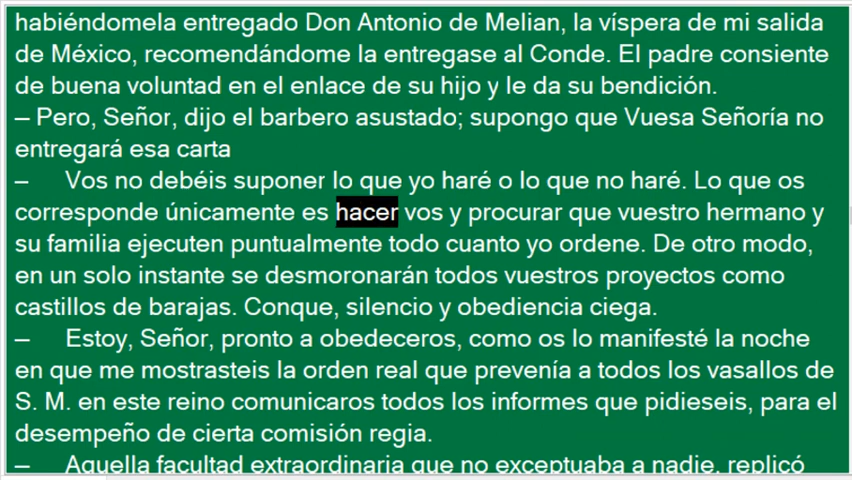 habiéndomela entregado Don Antonio de Melian, la víspera de mi salida
de México, recomendándome la entregase al Conde. El padre consiente
de buena voluntad en el enlace de su hijo y le da su bendición.
– Pero, Señor, dijo el barbero asustado; supongo que Vuesa Señoría no
entregará esa carta
– Vos no debéis suponer lo que yo haré o lo que no haré. Lo que os
corresponde únicamente es hacer vos y procurar que vuestro hermano y
su familia ejecuten puntualmente todo cuanto yo ordene. De otro modo,
en un solo instante se desmoronarán todos vuestros proyectos como
castillos de barajas. Conque, silencio y obediencia ciega.
– Estoy, Señor, pronto a obedeceros, como os lo manifesté la noche
en que me mostrasteis la orden real que prevenía a todos los vasallos de
S. M. en este reino comunicaros todos los informes que pidieseis, para el
desempeño de cierta comisión regia.
– Aquella facultad extraordinaria que no exceptuaba a nadie, replicó